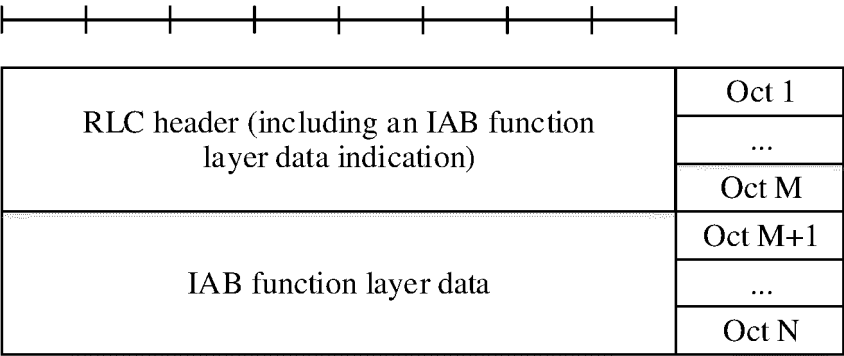 RLC header (including an IAB function
layer data indication)
Oct 1
...
Oct M
IAB function layer data
Oct M+1
...
Oct N